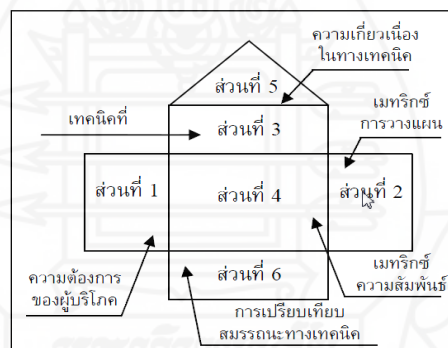 ความเกี่ยวเนื่อง
ในทางเทคนิค
ส่วนที่ 5
เทคนิคที่
ส่วนที่ 3
เมทริกซ์
การวางแผน
ส่วนที่ 1
ส่วนที่ 4
ส่วนที่ 2
ความต้องการ
ของผู้บริโภค
ส่วนที่ 6
เมทริกซ์
ความสัมพันธ์
การเปรียบเทียบ
สมรรถนะทางเทคนิค